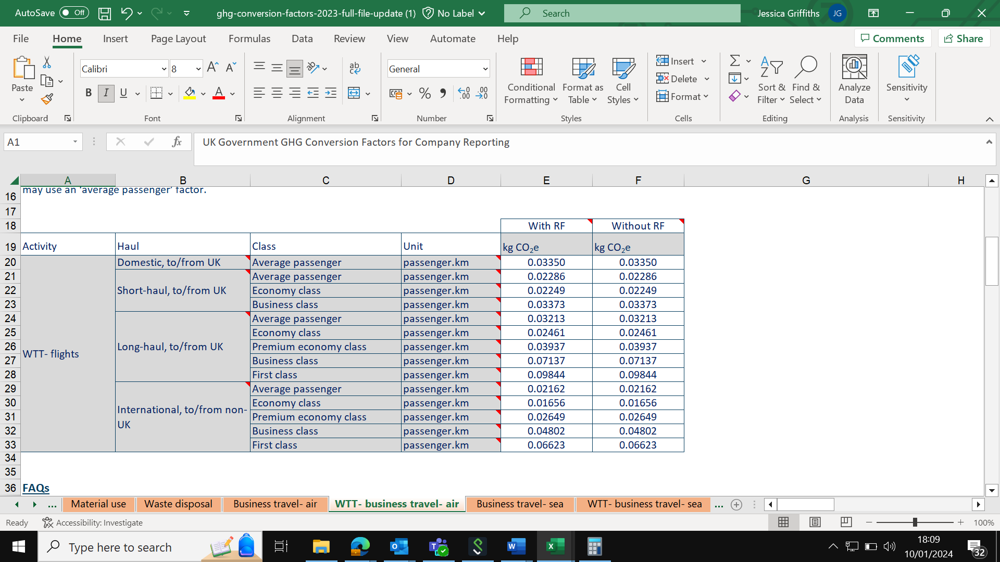 AutoSave Off ghg-conversion-factors-2023-full-file-update (1) No Label Search Jessica Griffiths JG
File Home Insert Page Layout Formulas Data Review View Automate Help Comments Share
Calibri 8 A A ab General Insert
Paste Conditional Formatting Format as Table Cell Styles Delete Sort & Filter Find & Select Analyze Data Sensitivity
B I U A % Format
Clipboard Font Alignment Number Styles Cells Editing Analysis Sensitivity
A1 fx UK Government GHG Conversion Factors for Company Reporting
A B C D E F G H
16 may use an 'average passenger' factor.
17
18 With RF Without RF
19 Activity Haul Class Unit kg CO₂e kg CO₂e
20 Domestic, to/from UK Average passenger passenger.km 0.03350 0.03350
21 Average passenger passenger.km 0.02286 0.02286
22 Short-haul, to/from UK Economy class passenger.km 0.02249 0.02249
23 Business class passenger.km 0.03373 0.03373
24 Average passenger passenger.km 0.03213 0.03213
25 Economy class passenger.km 0.02461 0.02461
26 WTT- flights Long-haul, to/from UK Premium economy class passenger.km 0.03937 0.03937
27 Business class passenger.km 0.07137 0.07137
28 First class passenger.km 0.09844 0.09844
29 Average passenger passenger.km 0.02162 0.02162
30 Economy class passenger.km 0.01656 0.01656
31 International, to/from non-UK Premium economy class passenger.km 0.02649 0.02649
32 Business class passenger.km 0.04802 0.04802
33 First class passenger.km 0.06623 0.06623
34
35
36 FAQs
... Material use Waste disposal Business travel- air WTT- business travel- air Business travel- sea WTT- business travel- sea ...
Ready Accessibility: Investigate 100%
Type here to search 18:09
10/01/2024 32